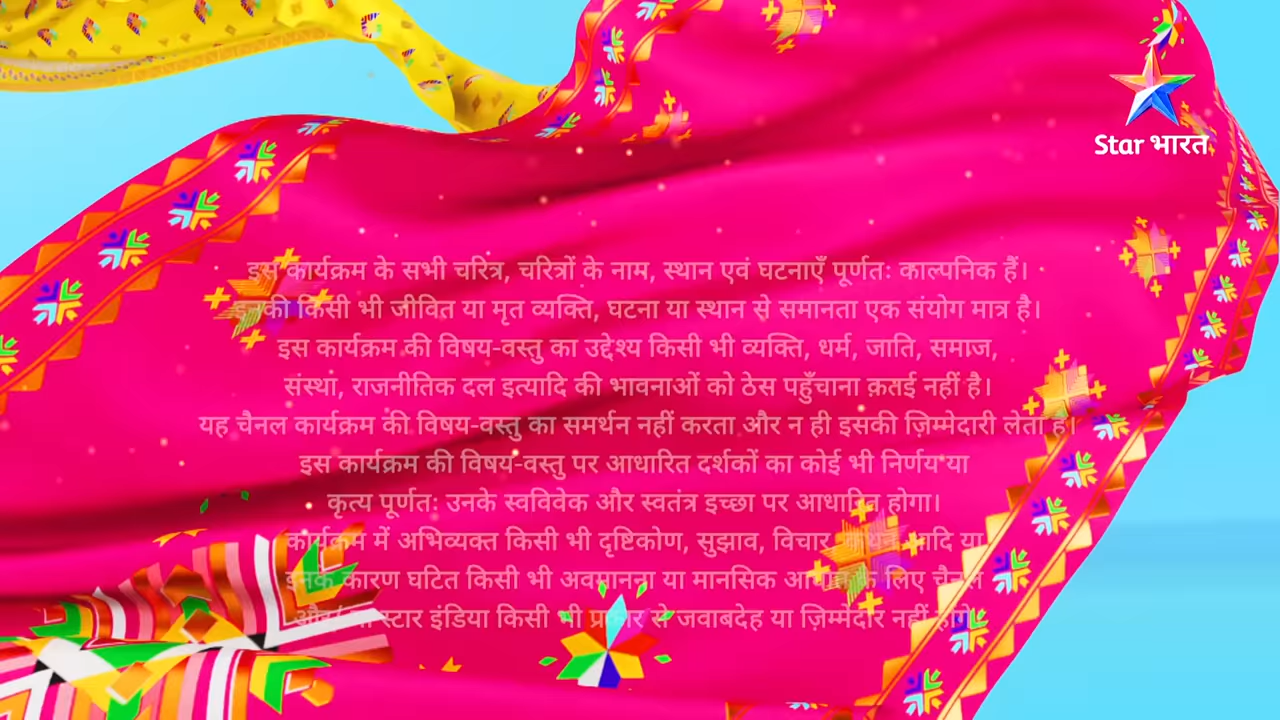 Star भारत
इस कार्यक्रम के सभी चरित्र, चरित्रों के नाम, स्थान एवं घटनाएँ पूर्णतः काल्पनिक हैं।
इनकी किसी भी जीवित या मृत व्यक्ति, घटना या स्थान से समानता एक संयोग मात्र है।
इस कार्यक्रम की विषय-वस्तु का उद्देश्य किसी भी व्यक्ति, धर्म, जाति, समाज,
संस्था, राजनीतिक दल इत्यादि की भावनाओं को ठेस पहुँचाना क़तई नहीं है।
यह चैनल कार्यक्रम की विषय-वस्तु का समर्थन नहीं करता और न ही इसकी ज़िम्मेदारी लेता है।
इस कार्यक्रम की विषय-वस्तु पर आधारित दर्शकों का कोई भी निर्णय या
कृत्य पूर्णतः उनके स्वविवेक और स्वतंत्र इच्छा पर आधारित होगा।
कार्यक्रम में अभिव्यक्त किसी भी दृष्टिकोण, सुझाव, विचार, कथन आदि या
इनके कारण घटित किसी भी अवमानना या मानसिक आघात के लिए चैनल
और/या स्टार इंडिया किसी भी प्रकार से जवाबदेह या ज़िम्मेदार नहीं होंगे।